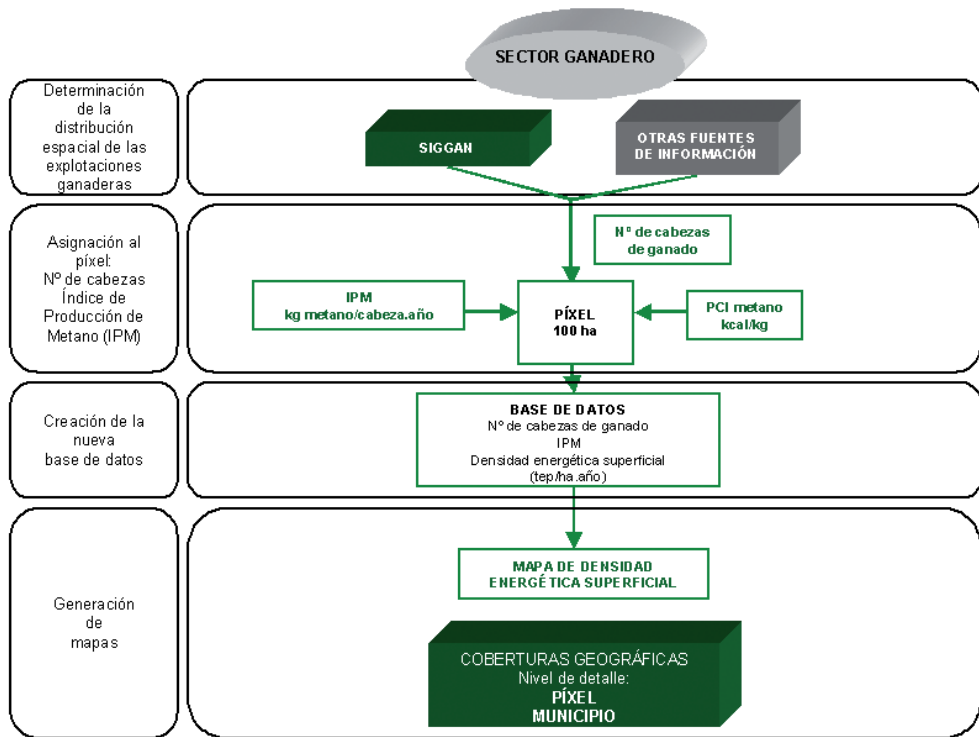 SECTOR GANADERO
Determinación
de la
distribución
espacial de las
explotaciones
ganaderas
SIGGAN
OTRAS FUENTES
DE INFORMACIÓN
Asignación al
píxel:
Nº de cabezas
Índice de
Producción de
Metano (IPM)
Nº de cabezas
de ganado
IPM
kg metano/cabeza.año
PÍXEL
100 ha
PCI metano
kcal/kg
Creación de la
nueva
base de datos
BASE DE DATOS
Nº de cabezas de ganado
IPM
Densidad energética superficial
(tep/ha.año)
Generación
de
mapas
MAPA DE DENSIDAD
ENERGÉTICA SUPERFICIAL
COBERTURAS GEOGRÁFICAS
Nivel de detalle:
PÍXEL
MUNICIPIO